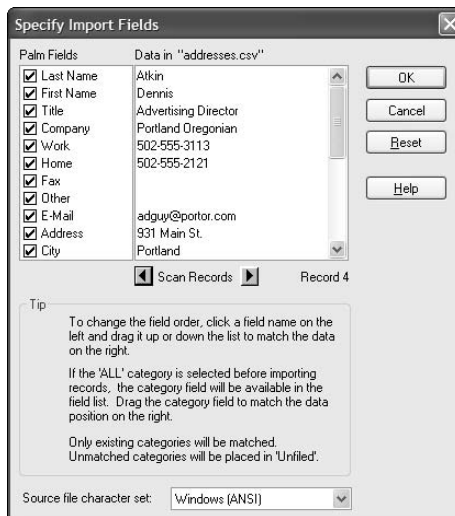 Specify Import Fields
Palm Fields Data in "addresses.csv"
Last Name Atkin
First Name Dennis
Title Advertising Director
Company Portland Oregonian
Work 502-555-3113
Home 502-555-2121
Fax
Other
E-Mail adguy@portor.com
Address 931 Main St.
City Portland
OK
Cancel
Reset
Help
Scan Records Record 4
Tip
To change the field order, click a field name on the
left and drag it up or down the list to match the data
on the right.
If the 'ALL' category is selected before importing
records, the category field will be available in the
field list. Drag the category field to match the data
position on the right.
Only existing categories will be matched.
Unmatched categories will be placed in 'Unfiled'.
Source file character set: Windows (ANSI)